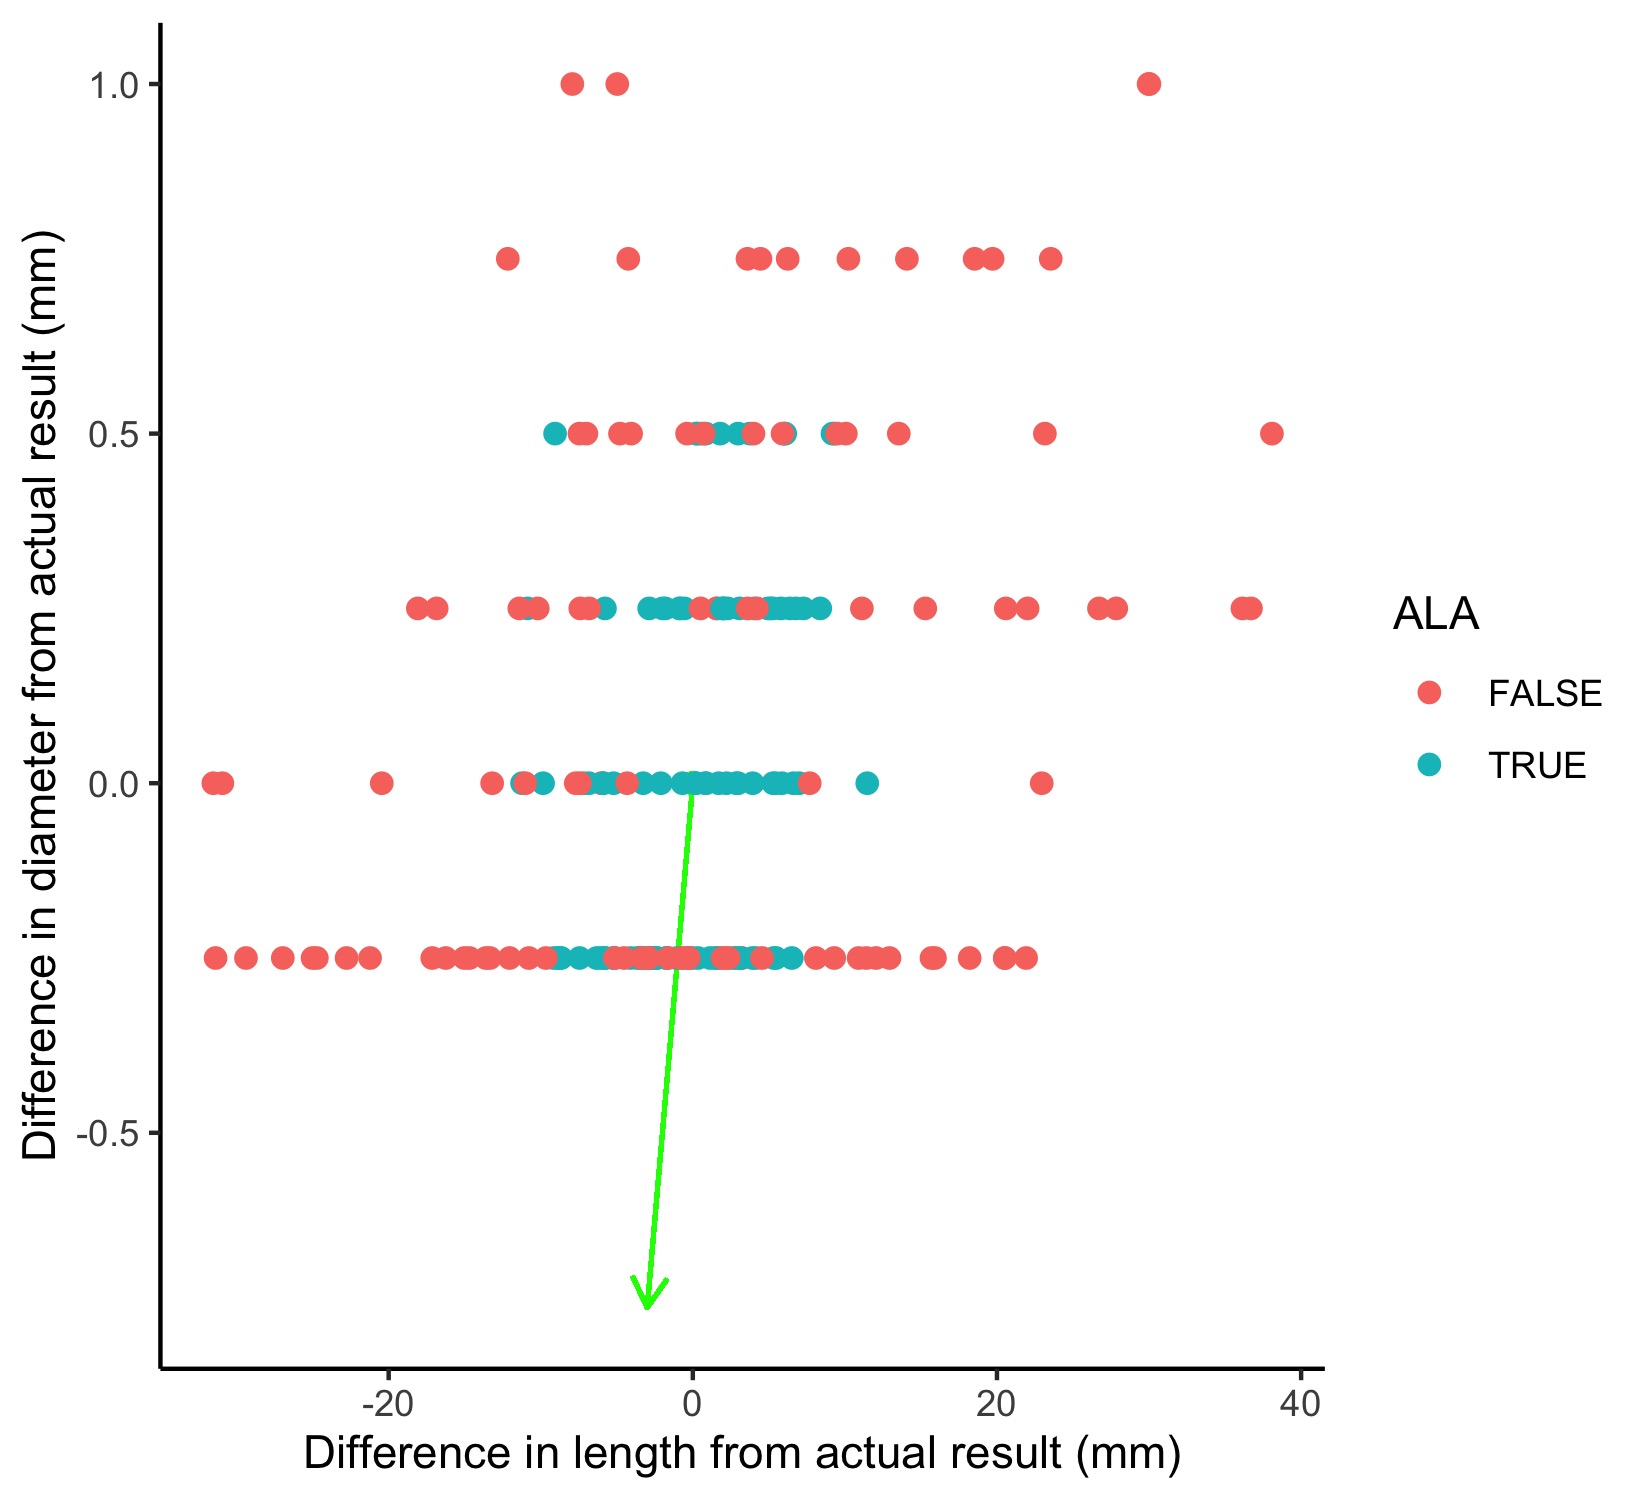 Difference in diameter from actual result (mm)
1.0
0.5
0.0
-0.5
-20
0
20
40
Difference in length from actual result (mm)
ALA
FALSE
TRUE